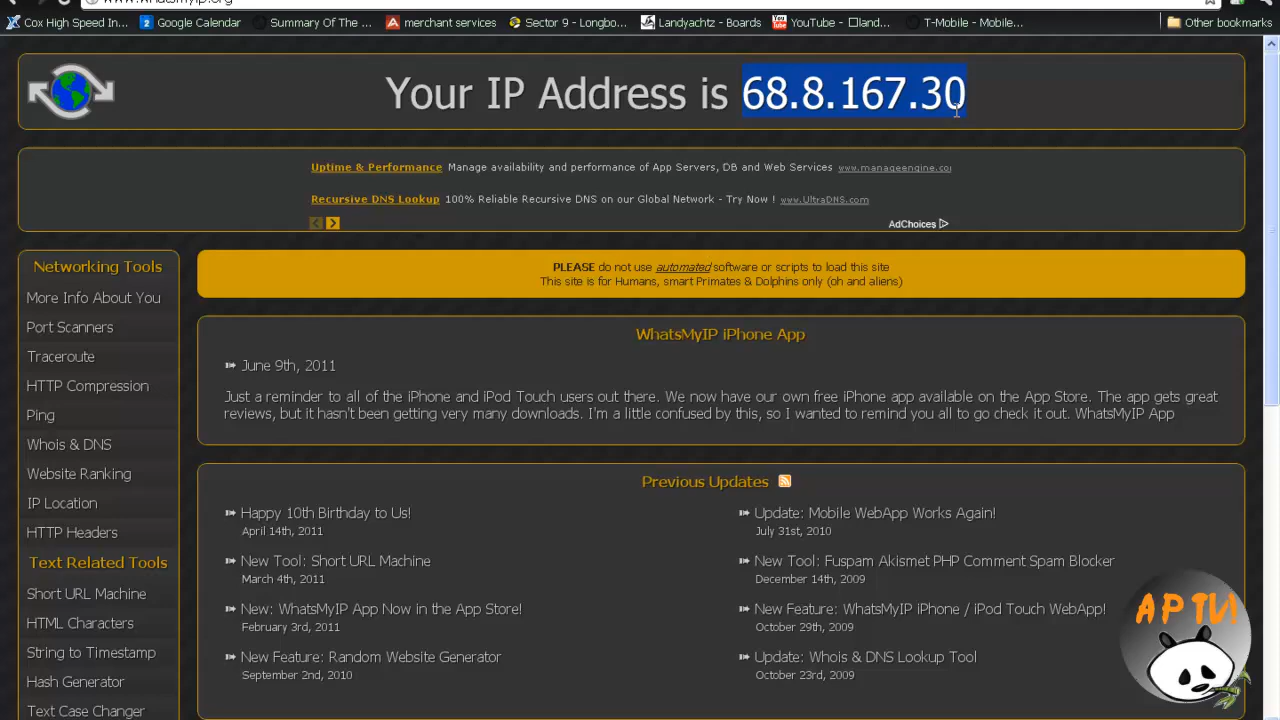 Cox High Speed In...
Google Calendar
Summary Of The ...
merchant services
Sector 9 - Longbo...
Landyachtz - Boards
YouTube - land...
T-Mobile - Mobile...
Other bookmarks
Your IP Address is 68.8.167.30
Uptime & Performance Manage availability and performance of App Servers, DB and Web Services www.manageengine.co
Recursive DNS Lookup 100% Reliable Recursive DNS on our Global Network - Try Now ! www.UltraDNS.com
AdChoices
Networking Tools
More Info About You
Port Scanners
Traceroute
HTTP Compression
Ping
Whois & DNS
Website Ranking
IP Location
HTTP Headers
Text Related Tools
Short URL Machine
HTML Characters
String to Timestamp
Hash Generator
Text Case Changer
PLEASE do not use automated software or scripts to load this site
This site is for Humans, smart Primates & Dolphins only (oh and aliens)
WhatsMyIP iPhone App
June 9th, 2011
Just a reminder to all of the iPhone and iPod Touch users out there. We now have our own free iPhone app available on the App Store. The app gets great
reviews, but it hasn't been getting very many downloads. I'm a little confused by this, so I wanted to remind you all to go check it out. WhatsMyIP App
Previous Updates
Happy 10th Birthday to Us!
April 14th, 2011
New Tool: Short URL Machine
March 4th, 2011
New: WhatsMyIP App Now in the App Store!
February 3rd, 2011
New Feature: Random Website Generator
September 2nd, 2010
Update: Mobile WebApp Works Again!
July 31st, 2010
New Tool: Fuspam Akismet PHP Comment Spam Blocker
December 14th, 2009
New Feature: WhatsMyIP iPhone / iPod Touch WebApp!
October 29th, 2009
Update: Whois & DNS Lookup Tool
October 23rd, 2009
АРТИ